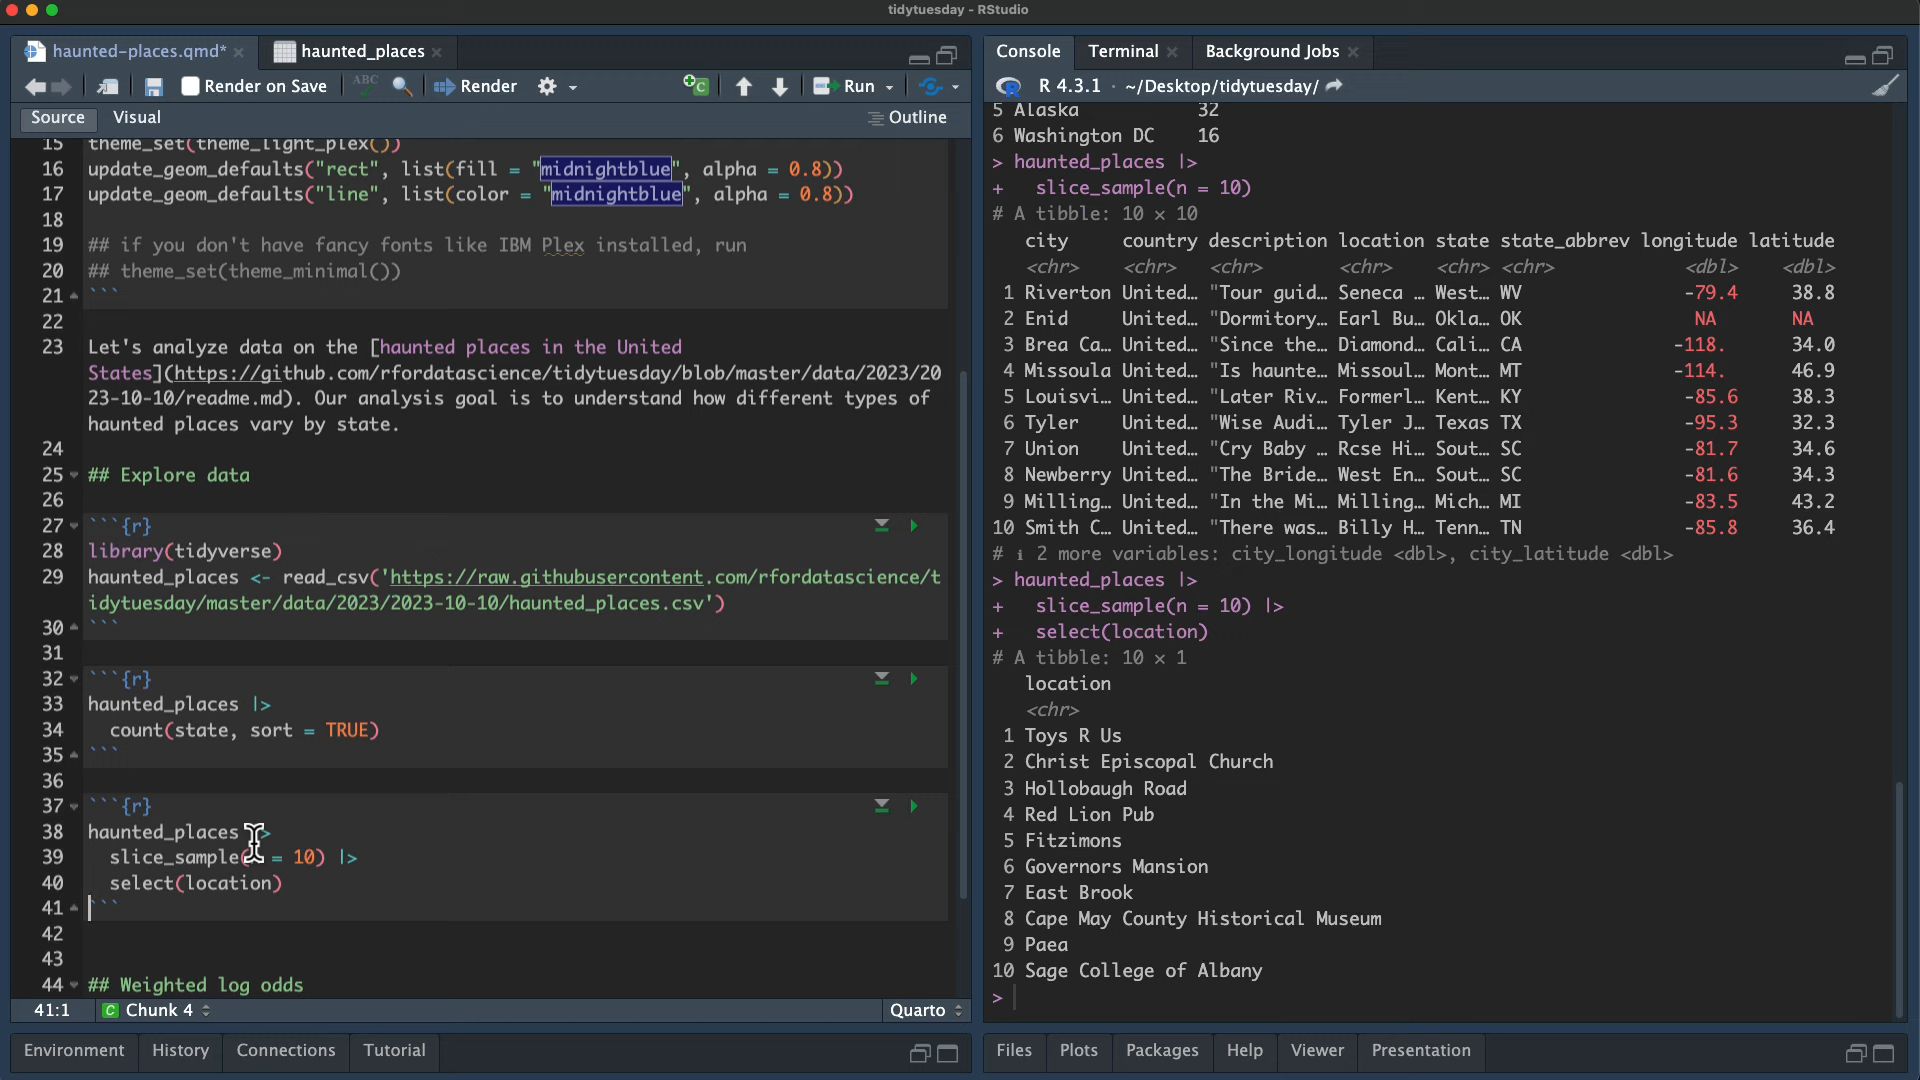 tidytuesday - RStudio
haunted-places.qmd*
haunted_places
Render on Save
ABC
Render
Run
Source
Visual
Outline
15 theme_set(theme_light_plex())
16 update_geom_defaults("rect", list(fill = "midnightblue", alpha = 0.8))
17 update_geom_defaults("line", list(color = "midnightblue", alpha = 0.8))
18
19 ## if you don't have fancy fonts like IBM Plex installed, run
20 ## theme_set(theme_minimal())
21 ```
22
23 Let's analyze data on the [haunted places in the United
States](https://github.com/rfordatascience/tidytuesday/blob/master/data/2023/20
23-10-10/readme.md). Our analysis goal is to understand how different types of
haunted places vary by state.
24
25 ## Explore data
26
27 ```{r}
28 library(tidyverse)
29 haunted_places <- read_csv('https://raw.githubusercontent.com/rfordatascience/t
idytuesday/master/data/2023/2023-10-10/haunted_places.csv')
30 ```
31
32 ```{r}
33 haunted_places |>
34   count(state, sort = TRUE)
35 ```
36
37 ```{r}
38 haunted_places >
39   slice_sample( = 10) |>
40   select(location)
41 ```
42
43
44 ## Weighted log odds
41:1
C Chunk 4
Quarto
Environment
History
Connections
Tutorial
Console
Terminal
Background Jobs
R 4.3.1 · ~/Desktop/tidytuesday/
5 Alaska 32
6 Washington DC 16
> haunted_places |>
+   slice_sample(n = 10)
# A tibble: 10 × 10
city country description location state state_abbrev longitude latitude
<chr> <chr> <chr> <chr> <chr> <chr> <dbl> <dbl>
1 Riverton United… "Tour guid… Seneca … West… WV -79.4 38.8
2 Enid United… "Dormitory… Earl Bu… Okla… OK NA NA
3 Brea Ca… United… "Since the… Diamond… Cali… CA -118. 34.0
4 Missoula United… "Is haunte… Missoul… Mont… MT -114. 46.9
5 Louisvi… United… "Later Riv… Formerl… Kent… KY -85.6 38.3
6 Tyler United… "Wise Audi… Tyler J… Texas TX -95.3 32.3
7 Union United… "Cry Baby … Rcse Hi… Sout… SC -81.7 34.6
8 Newberry United… "The Bride… West En… Sout… SC -81.6 34.3
9 Milling… United… "In the Mi… Milling… Mich… MI -83.5 43.2
10 Smith C… United… "There was… Billy H… Tenn… TN -85.8 36.4
# ℹ 2 more variables: city_longitude <dbl>, city_latitude <dbl>
> haunted_places |>
+   slice_sample(n = 10) |>
+   select(location)
# A tibble: 10 × 1
location
<chr>
1 Toys R Us
2 Christ Episcopal Church
3 Hollobaugh Road
4 Red Lion Pub
5 Fitzimons
6 Governors Mansion
7 East Brook
8 Cape May County Historical Museum
9 Paea
10 Sage College of Albany
>
Files
Plots
Packages
Help
Viewer
Presentation